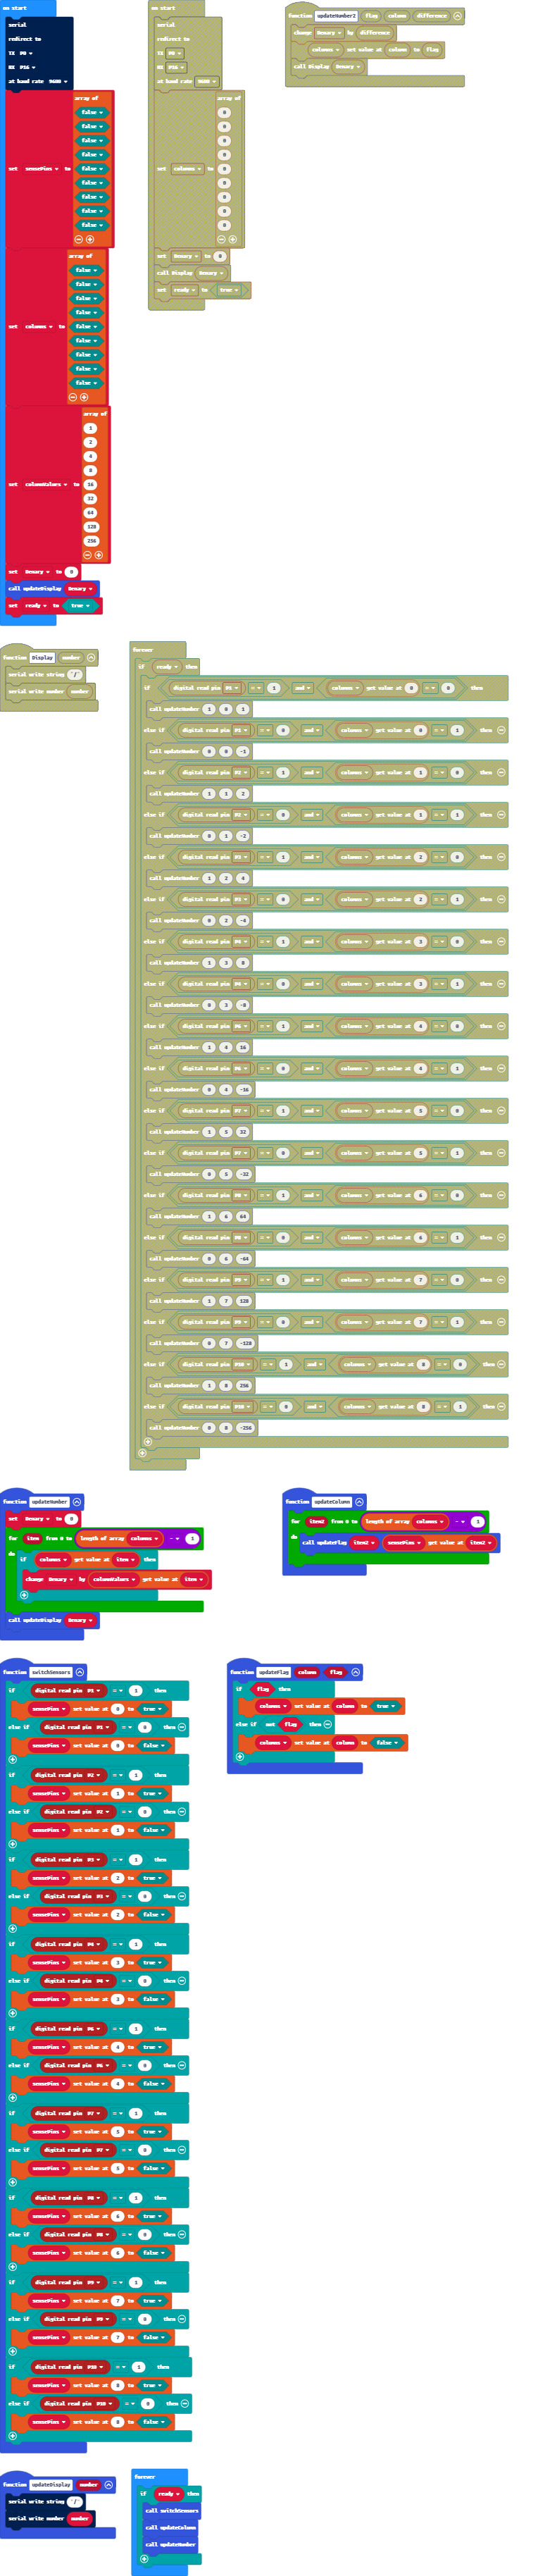 on start
serial
redirect to
TX P0
RX P16
at baud rate 9600
set sensePins to
array of
false
false
false
false
false
false
false
false
false
set columns to
array of
false
false
false
false
false
false
false
false
false
set columnValues to
array of
1
2
4
8
16
32
64
128
256
set Denary to 0
call updateDisplay Denary
set ready to true
on start
serial
redirect to
TX P0
RX P16
at baud rate 9600
set columns to
array of
0
0
0
0
0
0
0
0
0
set Denary to 0
call Display Denary
set ready to true
function updateNumber2 flag column difference
change Denary by difference
columns set value at column to flag
call Display Denary
function Display number
serial write string "/"
serial write number number
forever
if ready then
if digital read pin P1 = 1 and columns get value at 0 = 0 then
call updateNumber 1 0 1
else if digital read pin P1 = 0 and columns get value at 0 = 1 then
call updateNumber 0 0 -1
else if digital read pin P2 = 1 and columns get value at 1 = 0 then
call updateNumber 1 1 2
else if digital read pin P2 = 0 and columns get value at 1 = 1 then
call updateNumber 0 1 -2
else if digital read pin P3 = 1 and columns get value at 2 = 0 then
call updateNumber 1 2 4
else if digital read pin P3 = 0 and columns get value at 2 = 1 then
call updateNumber 0 2 -4
else if digital read pin P4 = 1 and columns get value at 3 = 0 then
call updateNumber 1 3 8
else if digital read pin P4 = 0 and columns get value at 3 = 1 then
call updateNumber 0 3 -8
else if digital read pin P6 = 1 and columns get value at 4 = 0 then
call updateNumber 1 4 16
else if digital read pin P6 = 0 and columns get value at 4 = 1 then
call updateNumber 0 4 -16
else if digital read pin P7 = 1 and columns get value at 5 = 0 then
call updateNumber 1 5 32
else if digital read pin P7 = 0 and columns get value at 5 = 1 then
call updateNumber 0 5 -32
else if digital read pin P8 = 1 and columns get value at 6 = 0 then
call updateNumber 1 6 64
else if digital read pin P8 = 0 and columns get value at 6 = 1 then
call updateNumber 0 6 -64
else if digital read pin P9 = 1 and columns get value at 7 = 0 then
call updateNumber 1 7 128
else if digital read pin P9 = 0 and columns get value at 7 = 1 then
call updateNumber 0 7 -128
else if digital read pin P10 = 1 and columns get value at 8 = 0 then
call updateNumber 1 8 256
else if digital read pin P10 = 0 and columns get value at 8 = 1 then
call updateNumber 0 8 -256
function updateNumber
set Denary to 0
for item from 0 to length of array columns - 1
do
if columns get value at item then
change Denary by columnValues get value at item
call updateDisplay Denary
function updateColumn
for item2 from 0 to length of array columns - 1
do
call updateFlag item2 sensePins get value at item2
function switchSensors
if digital read pin P1 = 1 then
sensePins set value at 0 to true
else if digital read pin P1 = 0 then
sensePins set value at 0 to false
if digital read pin P2 = 1 then
sensePins set value at 1 to true
else if digital read pin P2 = 0 then
sensePins set value at 1 to false
if digital read pin P3 = 1 then
sensePins set value at 2 to true
else if digital read pin P3 = 0 then
sensePins set value at 2 to false
if digital read pin P4 = 1 then
sensePins set value at 3 to true
else if digital read pin P4 = 0 then
sensePins set value at 3 to false
if digital read pin P6 = 1 then
sensePins set value at 4 to true
else if digital read pin P6 = 0 then
sensePins set value at 4 to false
if digital read pin P7 = 1 then
sensePins set value at 5 to true
else if digital read pin P7 = 0 then
sensePins set value at 5 to false
if digital read pin P8 = 1 then
sensePins set value at 6 to true
else if digital read pin P8 = 0 then
sensePins set value at 6 to false
if digital read pin P9 = 1 then
sensePins set value at 7 to true
else if digital read pin P9 = 0 then
sensePins set value at 7 to false
if digital read pin P10 = 1 then
sensePins set value at 8 to true
else if digital read pin P10 = 0 then
sensePins set value at 8 to false
function updateFlag column flag
if flag then
columns set value at column to true
else if not flag then
columns set value at column to false
function updateDisplay number
serial write string "/"
serial write number number
forever
if ready then
call switchSensors
call updateColumn
call updateNumber